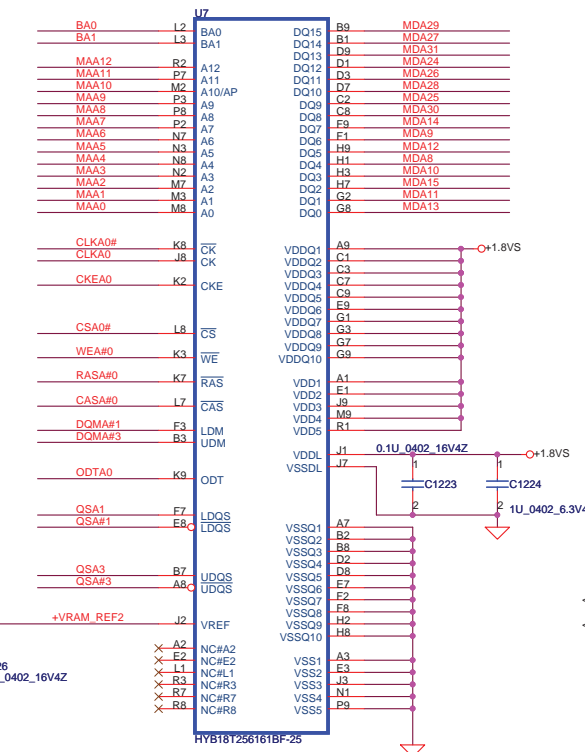 U7
BA0 L2 BA0 DQ15 B9 MDA29
BA1 L3 BA1 DQ14 B1 MDA27
DQ13 D9 MDA31
MAA12 R2 A12 DQ12 D1 MDA24
MAA11 P7 A11 DQ11 D3 MDA26
MAA10 M2 A10/AP DQ10 D7 MDA28
MAA9 P3 A9 DQ9 C2 MDA25
MAA8 P8 A8 DQ8 C8 MDA30
MAA7 P2 A7 DQ7 F9 MDA14
MAA6 N7 A6 DQ6 F1 MDA9
MAA5 N3 A5 DQ5 H9 MDA12
MAA4 N8 A4 DQ4 H1 MDA8
MAA3 N2 A3 DQ3 H3 MDA10
MAA2 M7 A2 DQ2 H7 MDA15
MAA1 M3 A1 DQ1 G2 MDA11
MAA0 M8 A0 DQ0 G8 MDA13
CLKA0# K8 CK VDDQ1 A9 +1.8VS
CLKA0 J8 CK VDDQ2 C1
VDDQ3 C3
CKEA0 K2 CKE VDDQ4 C7
VDDQ5 C9
VDDQ6 E9
VDDQ7 G1
CSA0# L8 CS VDDQ8 G3
VDDQ9 G7
WEA#0 K3 WE VDDQ10 G9
RASA#0 K7 RAS VDD1 A1
VDD2 E1
CASA#0 L7 CAS VDD3 J9
VDD4 M9
DQMA#1 F3 LDM VDD5 R1
DQMA#3 B3 UDM
VDDL J1 0.1U_0402_16V4Z +1.8VS
VSSDL J7 1 1
ODTA0 K9 ODT C1223 C1224
2 2 1U_0402_6.3V4
QSA1 F7 LDQS
QSA#1 E8 LDQS VSSQ1 A7
VSSQ2 B2
VSSQ3 B8
VSSQ4 D2
QSA3 B7 UDQS VSSQ5 D8
QSA#3 A8 UDQS VSSQ6 E7
VSSQ7 F2
VSSQ8 F8
+VRAM_REF2 J2 VREF VSSQ9 H2
VSSQ10 H8
A2 NC#A2
E2 NC#E2 VSS1 A3
26 L1 NC#L1 VSS2 E3
_0402_16V4Z R3 NC#R3 VSS3 J3
R7 NC#R7 VSS4 N1
R8 NC#R8 VSS5 P9
HYB18T256161BF-25